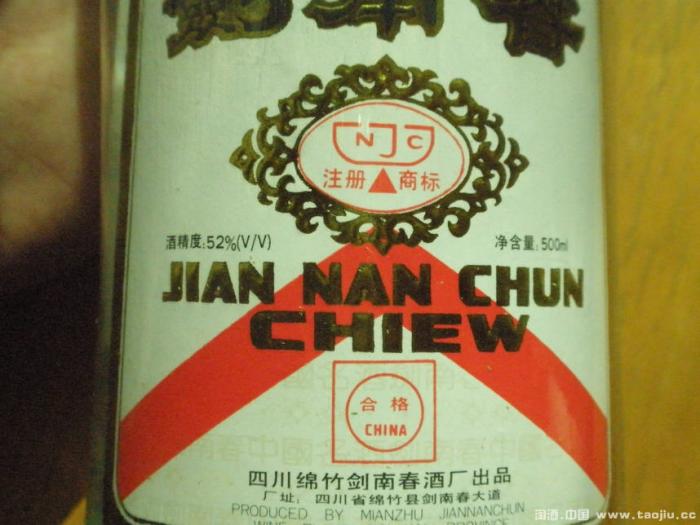 NJC
注册 商标
酒精度:52%(V/V) 净含量:500ml
JIAN NAN CHUN
CHIEW
合格
CHINA
四川绵竹剑南春酒厂出品
厂址: 四川省绵竹县剑南春大道
PRODUCED BY MIANZHU JIANNANCHUN
淘酒.中国 www.taojiu.cc